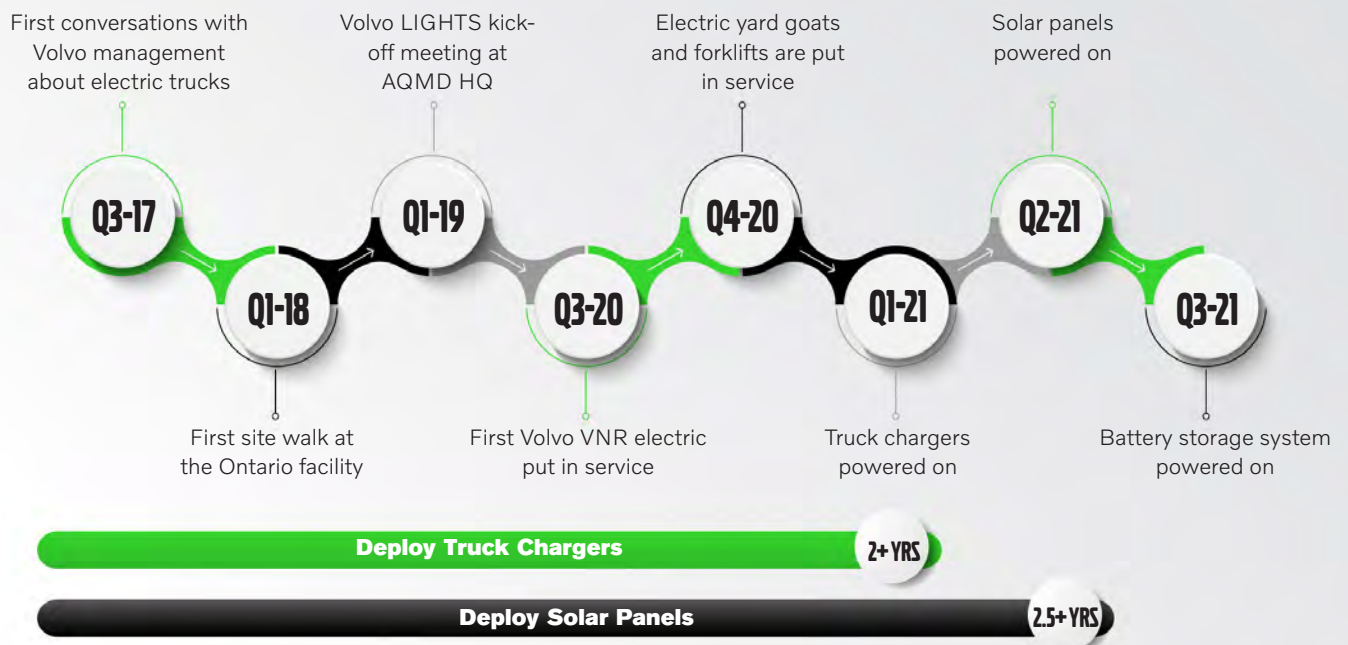 First conversations with
Volvo management
about electric trucks
Volvo LIGHTS kick-
off meeting at
AQMD HQ
Electric yard goats
and forklifts are put
in service
Solar panels
powered on
Q3-17
Q1-19
Q4-20
Q2-21
Q1-18
Q3-20
Q1-21
Q3-21
First site walk at
the Ontario facility
First Volvo VNR electric
put in service
Truck chargers
powered on
Battery storage system
powered on
Deploy Truck Chargers
2+ YRS
Deploy Solar Panels
2.5+ YRS